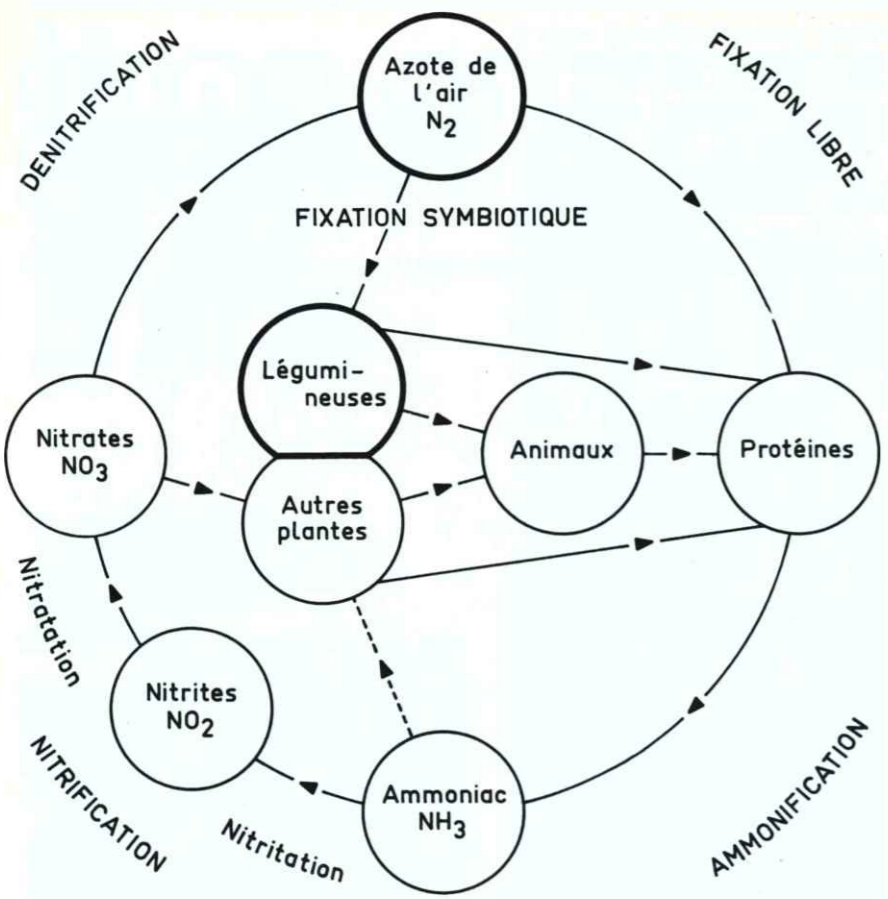 DENITRIFICATION
Azote de
l'air
N₂
FIXATION LIBRE
FIXATION SYMBIOTIQUE
Légumi-
neuses
Nitrates
NO₃
Autres
plantes
Animaux
Protéines
Nitratation
Nitrites
NO₂
NITRIFICATION
Nitritation
Ammoniac
NH₃
AMMONIFICATION